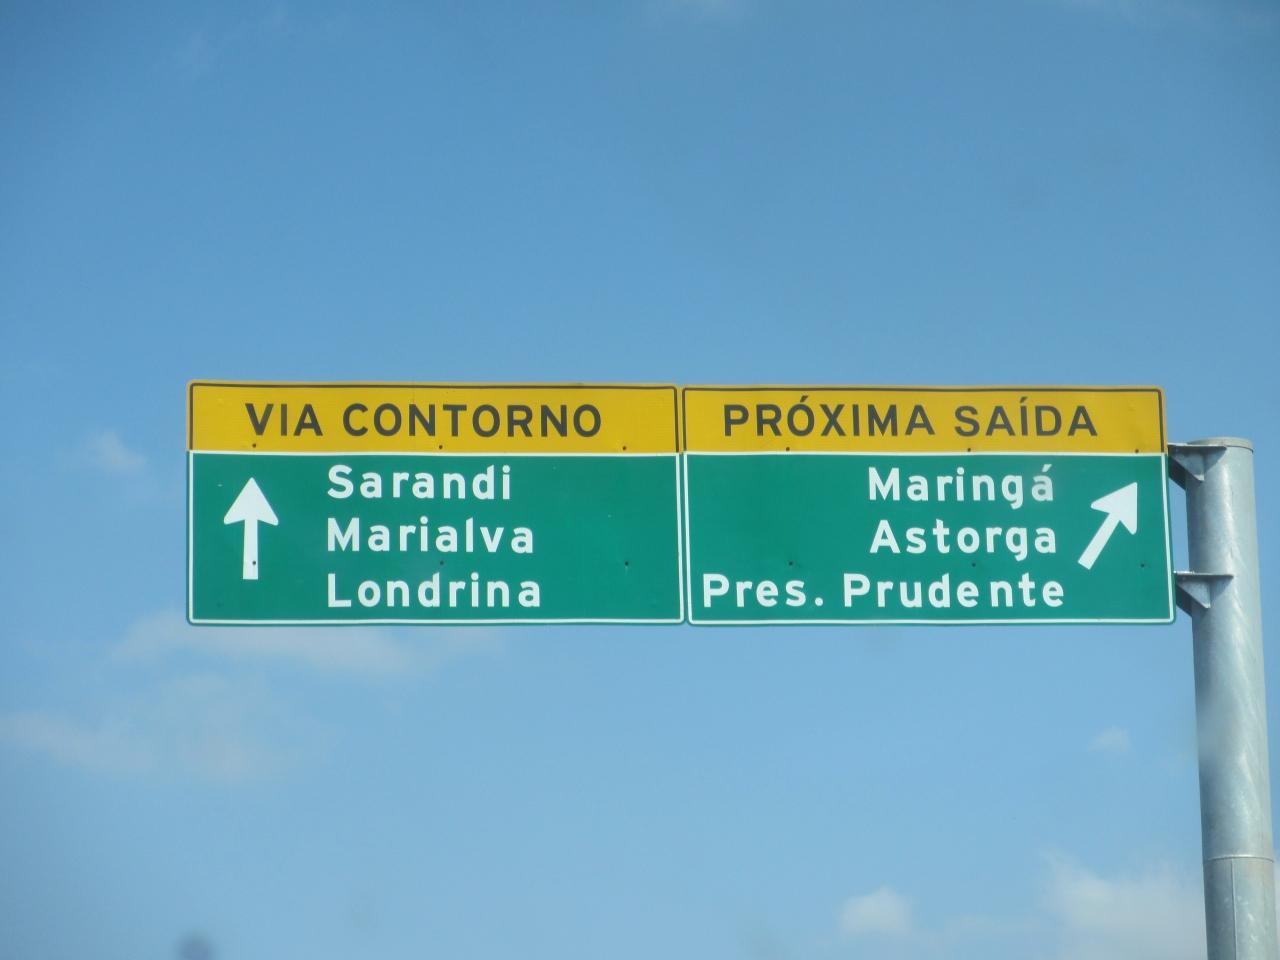 VIA CONTORNO
Sarandi
Marialva
Londrina
PRÓXIMA SAÍDA
Maringá
Astorga
Pres. Prudente